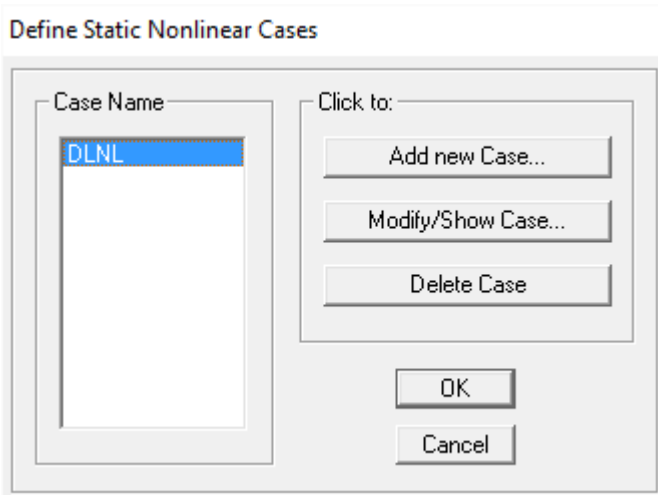 Define Static Nonlinear Cases
Case Name
DLNL
Click to:
Add new Case...
Modify/Show Case...
Delete Case
OK
Cancel